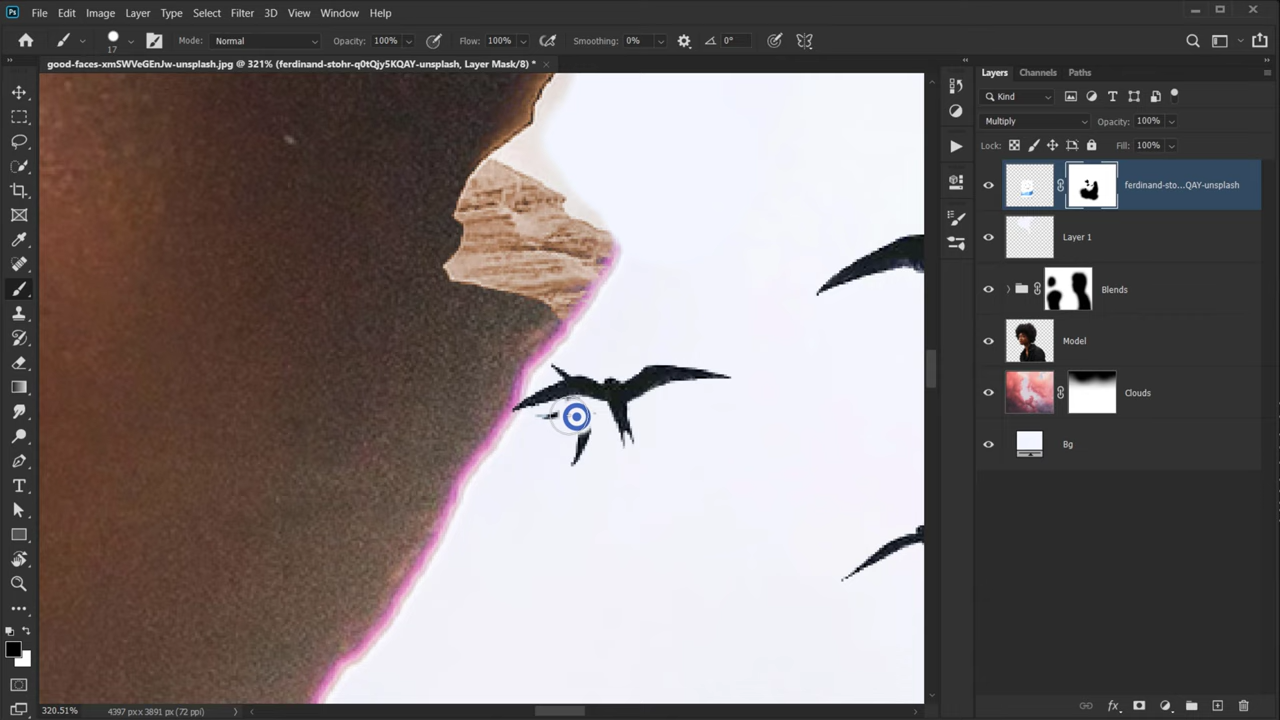 Ps File Edit Image Layer Type Select Filter 3D View Window Help
17 Mode: Normal Opacity: 100% Flow: 100% Smoothing: 0% 0°
good-faces-xmSWVeGEnJw-unsplash.jpg @ 321% (ferdinand-stohr-q0tQjy5KQAY-unsplash, Layer Mask/8) *
Layers Channels Paths
Kind
Multiply Opacity: 100%
Lock: Fill: 100%
ferdinand-sto...QAY-unsplash
Layer 1
Blends
Model
Clouds
Bg
320.51% 4397 px x 3891 px (72 ppi)